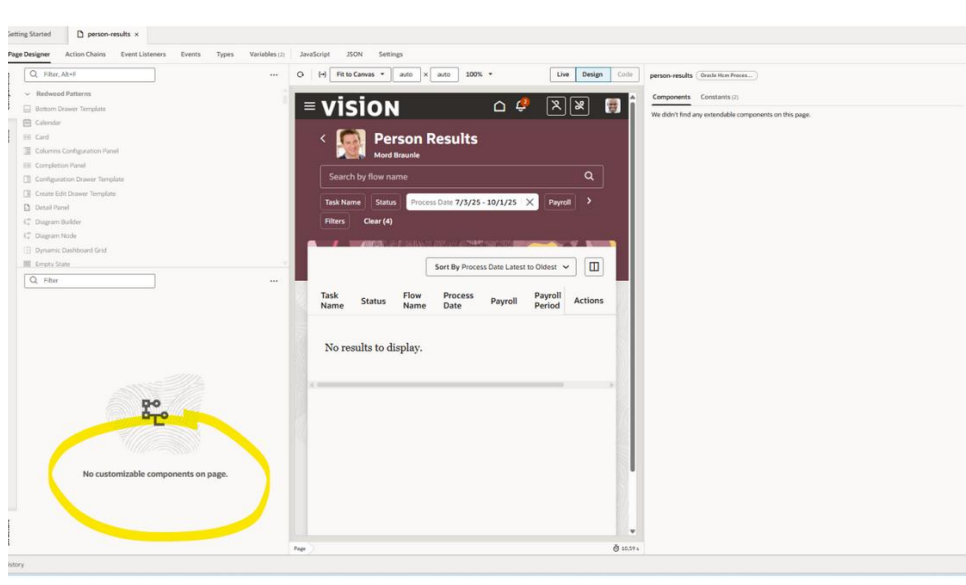 Getting Started
person-results ×
Page Designer Action Chains Event Listeners Events Types Variables (2) JavaScript JSON Settings
Filter, Alt+F
Redwood Patterns
Bottom Drawer Template
Calendar
Card
Columns Configuration Panel
Completion Panel
Configuration Drawer Template
Create Edit Drawer Template
Detail Panel
Diagram Builder
Diagram Node
Dynamic Dashboard Grid
Empty State
Filter
No customizable components on page.
Fit to Canvas auto × auto 100% Live Design Code
VISION
Person Results
Mord Braunle
Search by flow name
Task Name Status Process Date 7/3/25 - 10/1/25 Payroll
Filters Clear (4)
Sort By Process Date Latest to Oldest
Task Name Status Flow Name Process Date Payroll Payroll Period Actions
No results to display.
Page
person-results Oracle Hcm Proces...
Components Constants (2)
We didn't find any extendable components on this page.